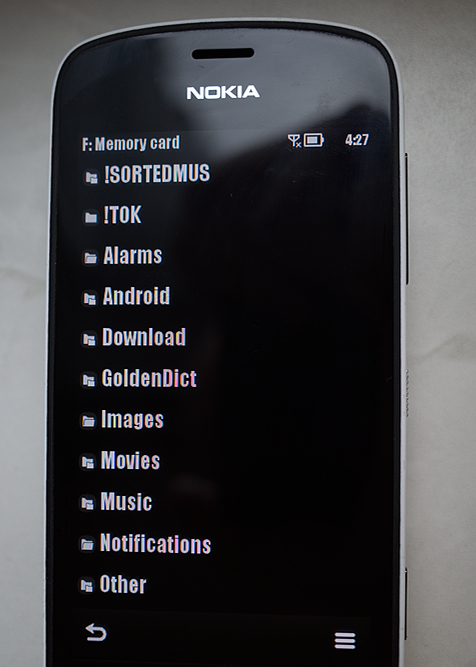 NOKIA
F: Memory card 4:27
!SORTEDMUS
!TOK
Alarms
Android
Download
GoldenDict
Images
Movies
Music
Notifications
Other